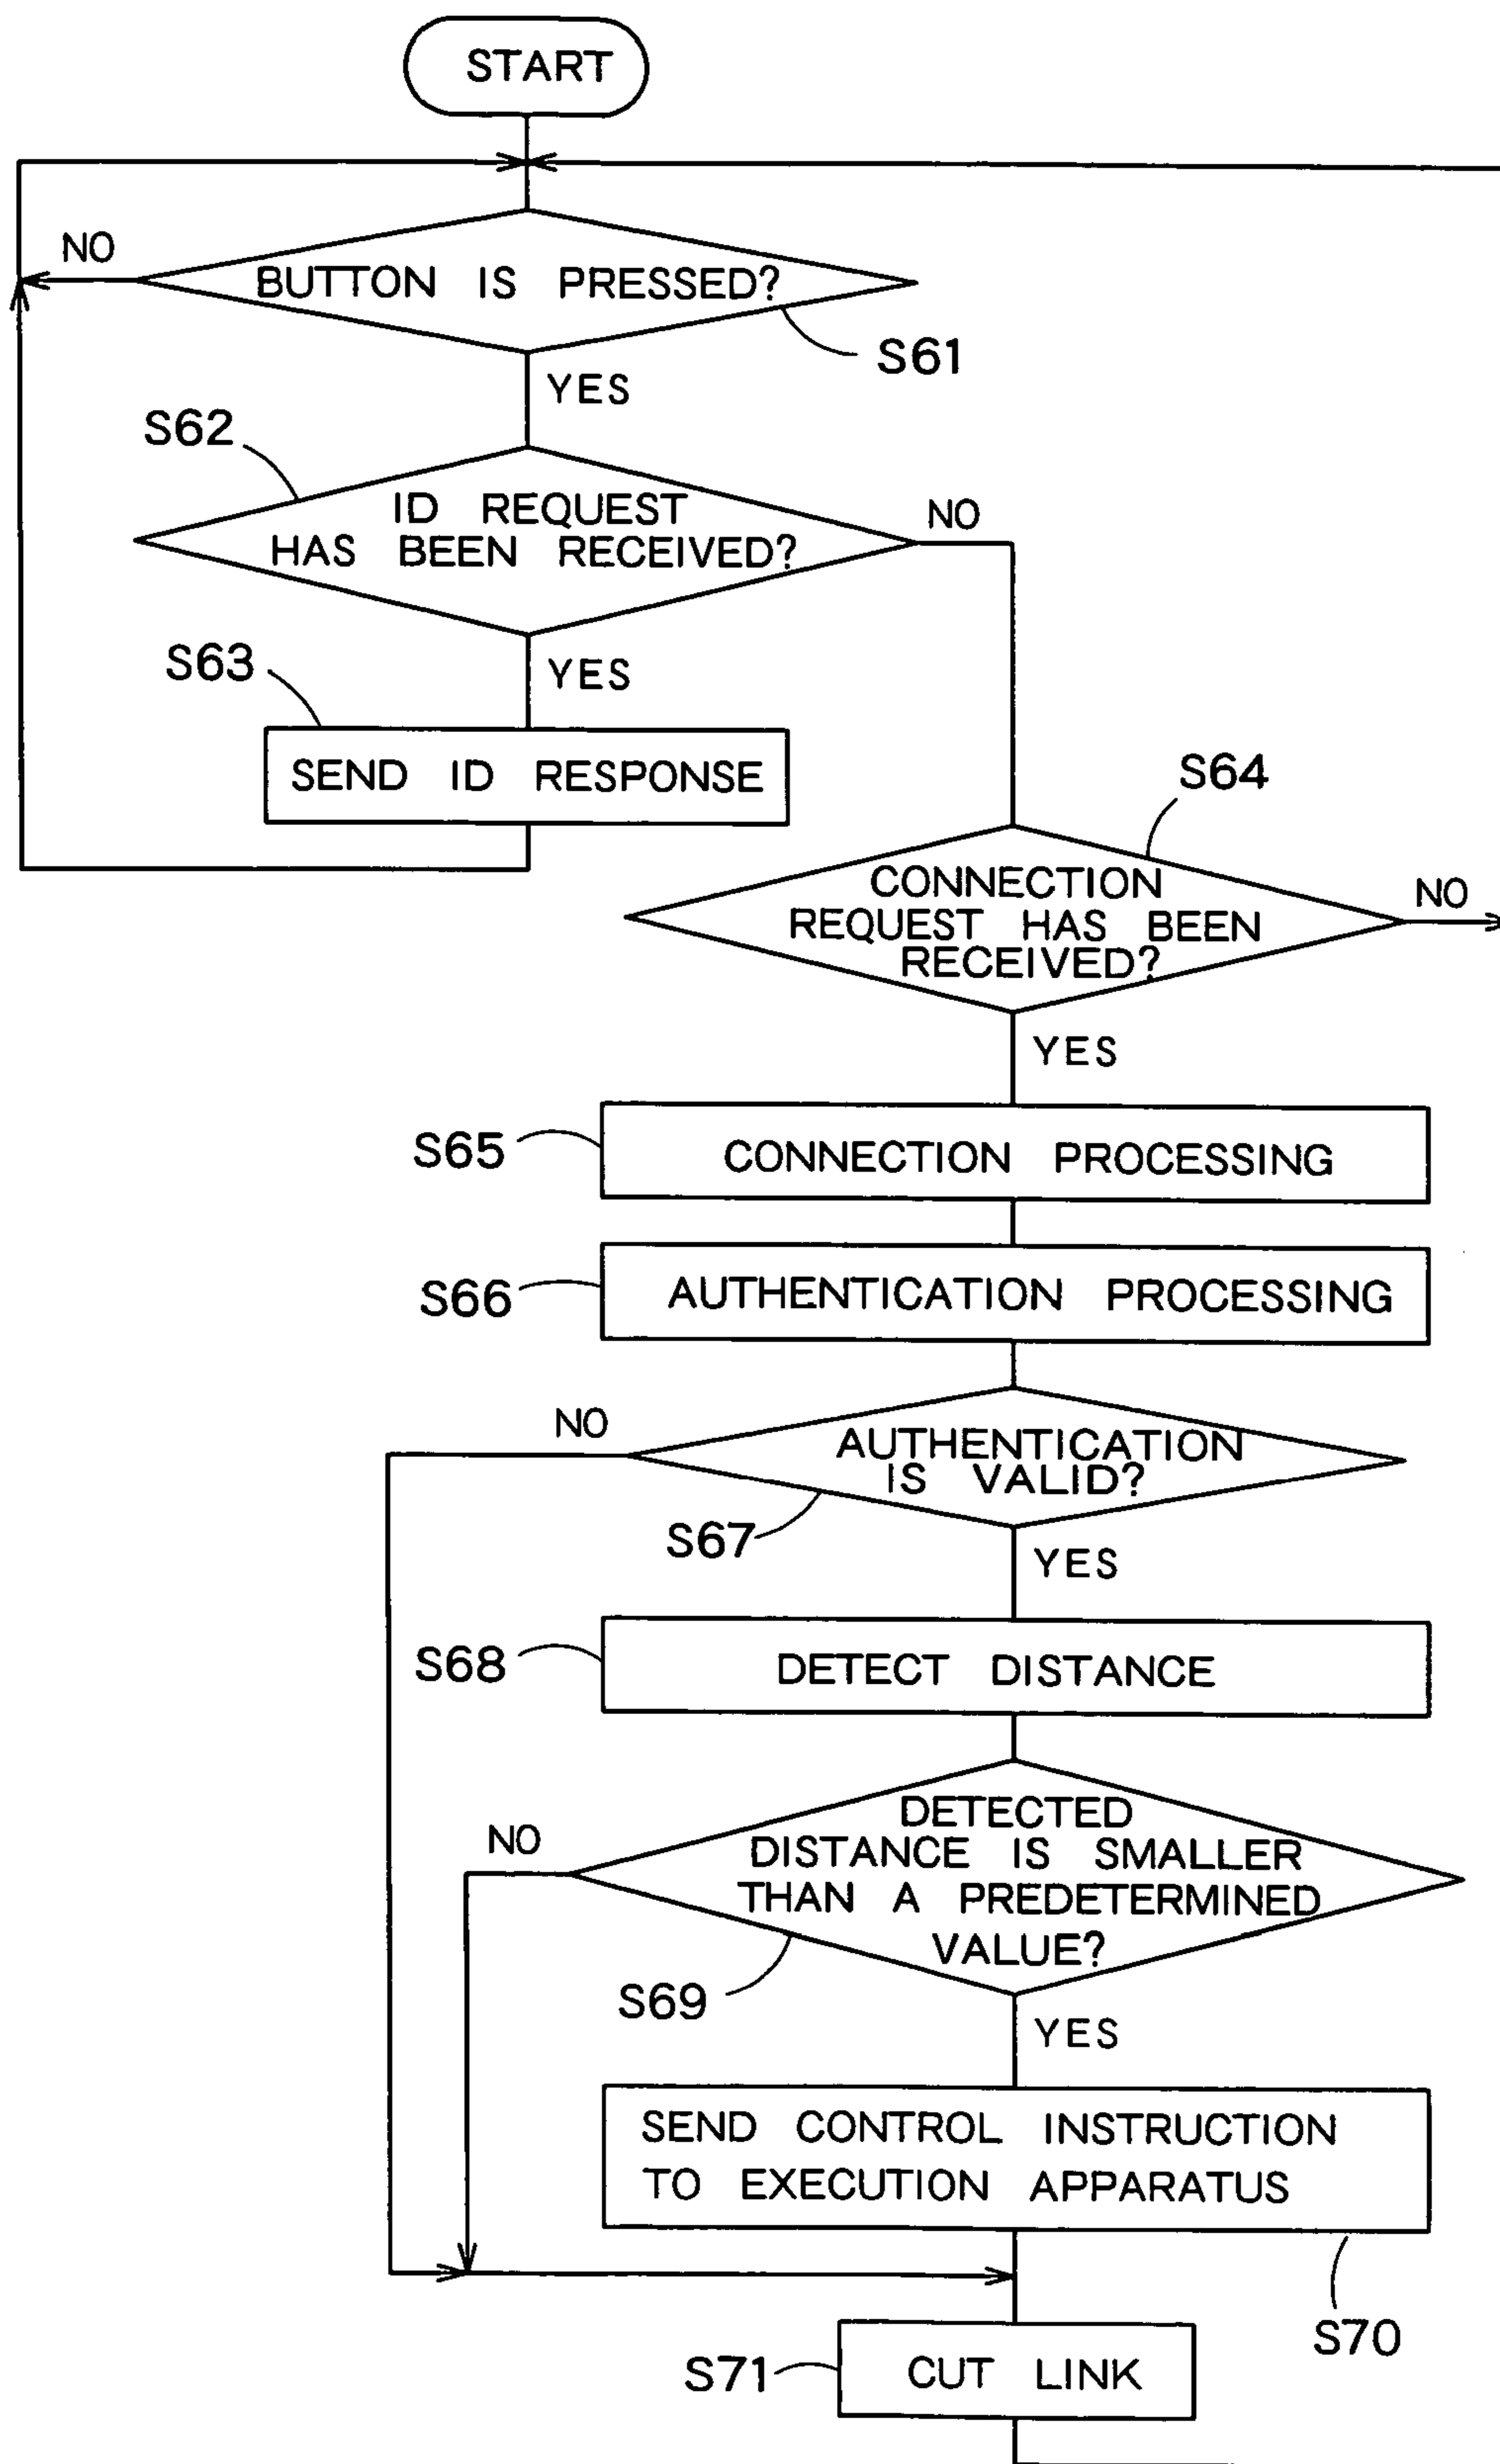 START
NO
BUTTON IS PRESSED?
S61
YES
S62
ID REQUEST
HAS BEEN RECEIVED?
NO
S63
YES
SEND ID RESPONSE
S64
CONNECTION
REQUEST HAS BEEN
RECEIVED?
NO
YES
S65
CONNECTION PROCESSING
S66
AUTHENTICATION PROCESSING
NO
AUTHENTICATION
IS VALID?
S67
YES
S68
DETECT DISTANCE
NO
DETECTED
DISTANCE IS SMALLER
THAN A PREDETERMINED
VALUE?
S69
YES
SEND CONTROL INSTRUCTION
TO EXECUTION APPARATUS
S70
S71
CUT LINK